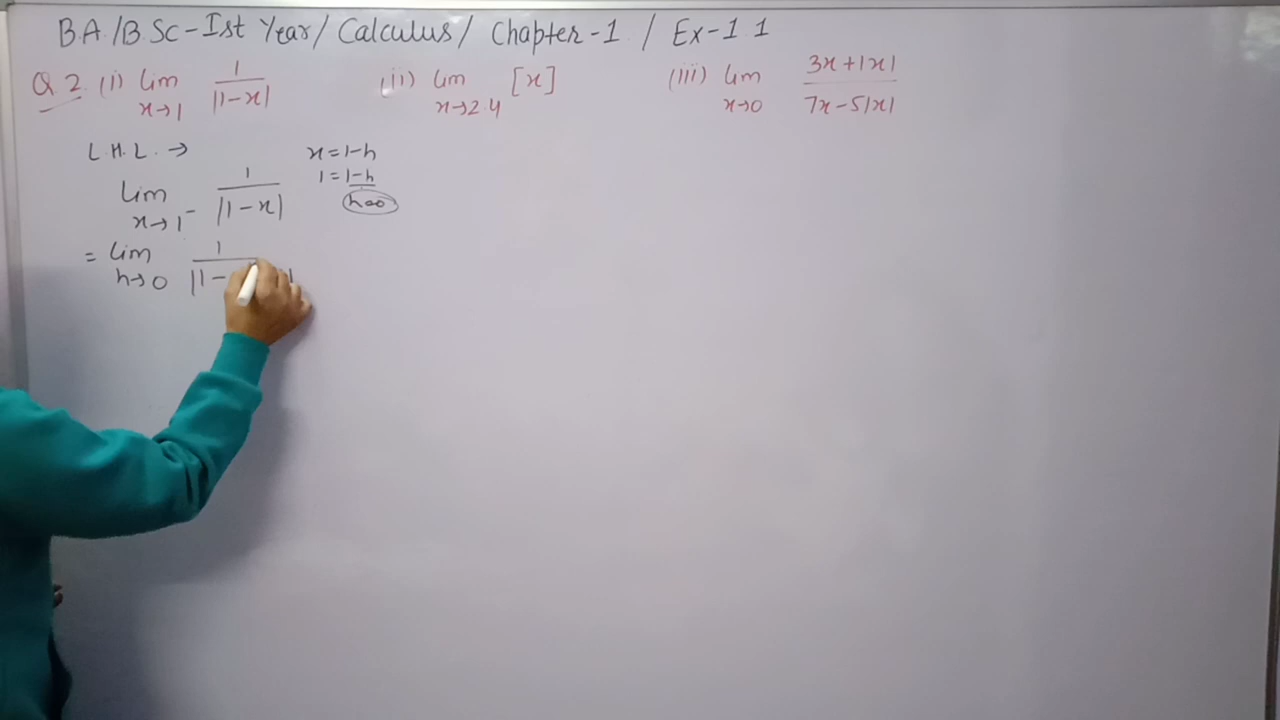 B.A./B.Sc-Ist Year/ Calculus/ Chapter-1 / Ex-1.1
Q.2. (i) lim x→1 1/|1-x| (ii) lim x→2.4 [x] (iii) lim x→0 3x+|x| / 7x-5|x|
L.H.L. →
x=1-h
1=1-h
h=0
lim x→1⁻ 1/|1-x|
= lim h→0 1/|1-